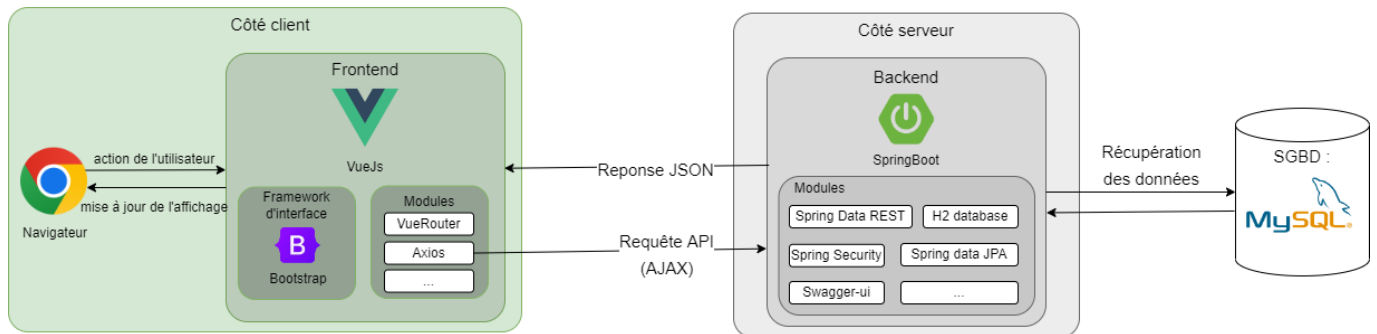 Côté client
Frontend
VueJs
action de l'utilisateur
mise à jour de l'affichage
Navigateur
Framework
d'interface
B
Bootstrap
Modules
VueRouter
Axios
...
Reponse JSON
Requête API
(AJAX)
Côté serveur
Backend
SpringBoot
Modules
Spring Data REST
H2 database
Spring Security
Spring data JPA
Swagger-ui
...
Récupération
des données
SGBD :
MySQL®